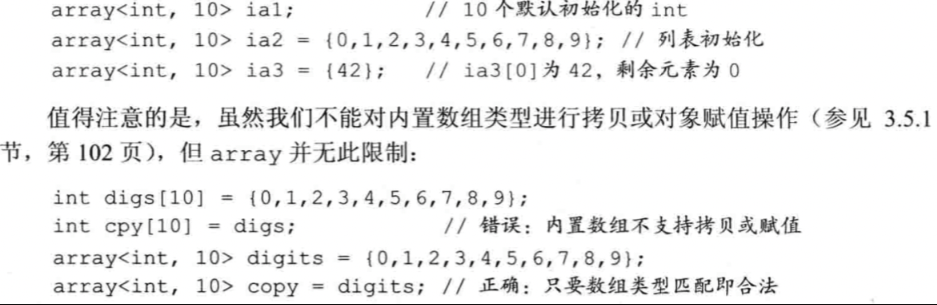 array<int, 10> ia1; // 10 个默认初始化的 int
array<int, 10> ia2 = {0,1,2,3,4,5,6,7,8,9}; // 列表初始化
array<int, 10> ia3 = {42}; // ia3[0]为 42, 剩余元素为 0
值得注意的是，虽然我们不能对内置数组类型进行拷贝或对象赋值操作（参见 3.5.1
节，第 102 页），但 array 并无此限制：
int digs[10] = {0,1,2,3,4,5,6,7,8,9};
int cpy[10] = digs; // 错误：内置数组不支持拷贝或赋值
array<int, 10> digits = {0,1,2,3,4,5,6,7,8,9};
array<int, 10> copy = digits; // 正确：只要数组类型匹配即合法